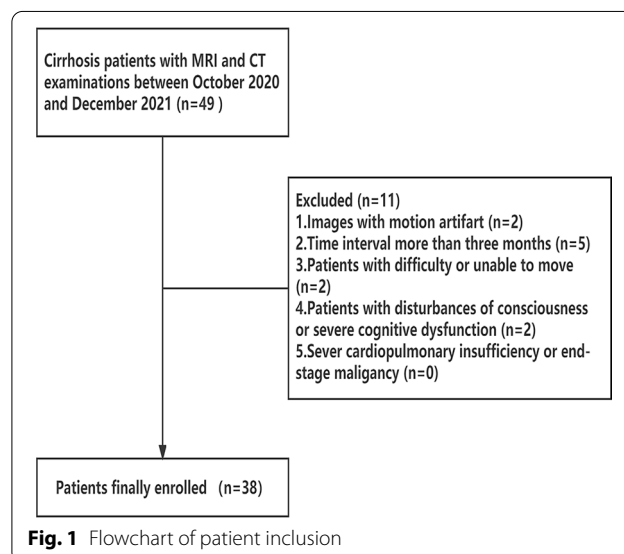 Cirrhosis patients with MRI and CT
examinations between October 2020
and December 2021 (n=49 )
Excluded (n=11)
1.Images with motion artifart (n=2)
2.Time interval more than three months (n=5)
3.Patients with difficulty or unable to move
(n=2)
4.Patients with disturbances of consciousness
or severe cognitive dysfunction (n=2)
5.Sever cardiopulmonary insufficiency or end-
stage maligancy (n=0)
Patients finally enrolled (n=38)
Fig. 1 Flowchart of patient inclusion